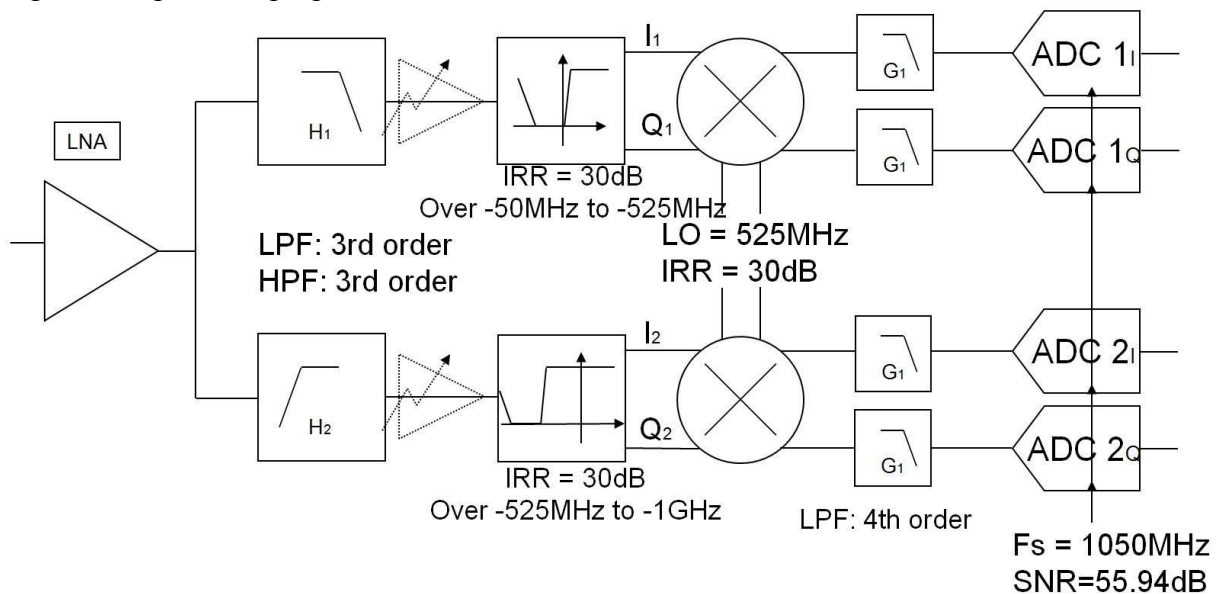 LNA
H1
IRR = 30dB
Over -50MHz to -525MHz
I1
Q1
G1
G1
ADC 1I
ADC 1Q
LPF: 3rd order
HPF: 3rd order
LO = 525MHz
IRR = 30dB
H2
IRR = 30dB
Over -525MHz to -1GHz
I2
Q2
G1
G1
LPF: 4th order
ADC 2I
ADC 2Q
Fs = 1050MHz
SNR=55.94dB